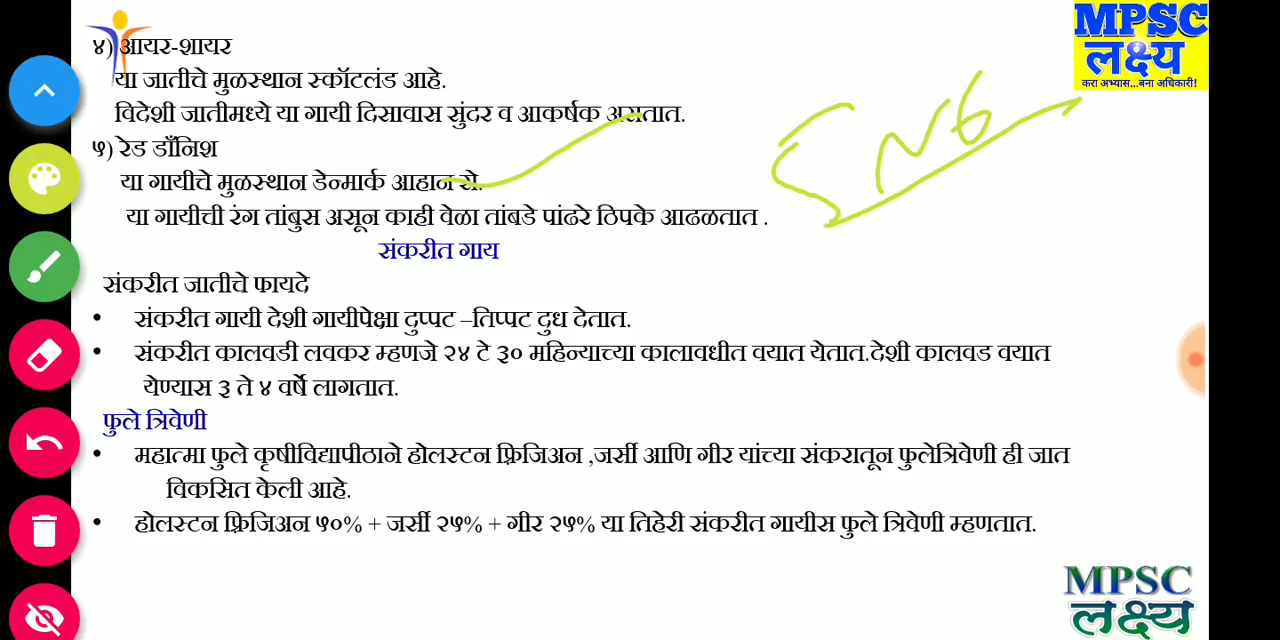 MPSC
लक्ष्य
करा अभ्यास...बना अधिकारी!
४) आयर-शायर
या जातीचे मुळस्थान स्कॉटलंड आहे.
विदेशी जातीमध्ये या गायी दिसावास सुंदर व आकर्षक असतात.
५) रेड डाँनिश
या गायीचे मुळस्थान डेन्मार्क आहान सो.
या गायीची रंग तांबुस असून काही वेळा तांबडे पांढरे ठिपके आढळतात .
संकरीत गाय
संकरीत जातीचे फायदे
• संकरीत गायी देशी गायीपेक्षा दुप्पट –तिप्पट दुध देतात.
• संकरीत कालवडी लवकर म्हणजे २४ टे ३० महिन्याच्या कालावधीत वयात येतात.देशी कालवड वयात
येण्यास ३ ते ४ वर्षे लागतात.
फुले त्रिवेणी
• महात्मा फुले कृषीविद्यापीठाने होलस्टन फ्रिजिअन ,जर्सी आणि गीर यांच्या संकरातून फुलेत्रिवेणी ही जात
विकसित केली आहे.
• होलस्टन फ्रिजिअन ५०% + जर्सी २५% + गीर २५% या तिहेरी संकरीत गायीस फुले त्रिवेणी म्हणतात.
MPSC
लक्ष्य